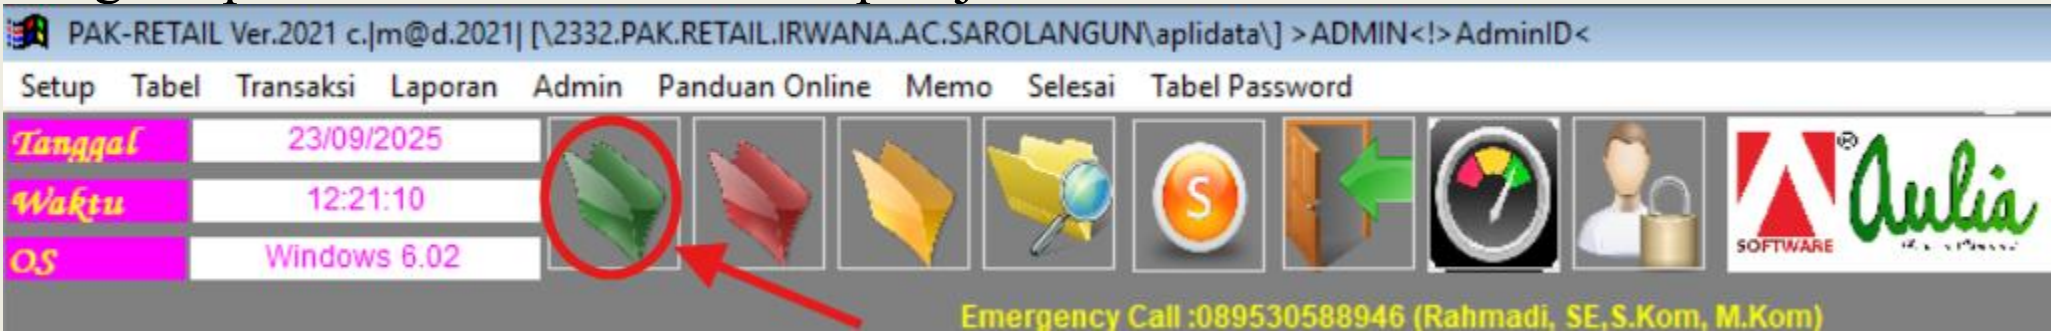 PAK-RETAIL Ver.2021 c.|m@d.2021| [\2332.PAK.RETAIL.IRWANA.AC.SAROLANGUN\aplidata\] >ADMIN<!>AdminID<
Setup Tabel Transaksi Laporan Admin Panduan Online Memo Selesai Tabel Password
Tanggal 23/09/2025
Waktu 12:21:10
OS Windows 6.02
S
SOFTWARE
® Aulia
Emergency Call :089530588946 (Rahmadi, SE,S.Kom, M.Kom)